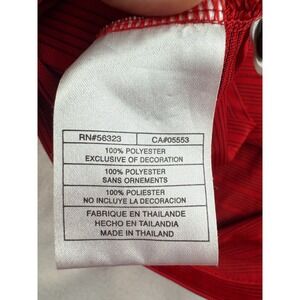 RN#56323 CA#05553
100% POLYESTER
EXCLUSIVE OF DECORATION
100% POLYESTER
SANS ORNEMENTS
100% POLIESTER
NO INCLUYE LA DECORACION
FABRIQUE EN THAILANDE
HECHO EN TAILANDIA
MADE IN THAILAND